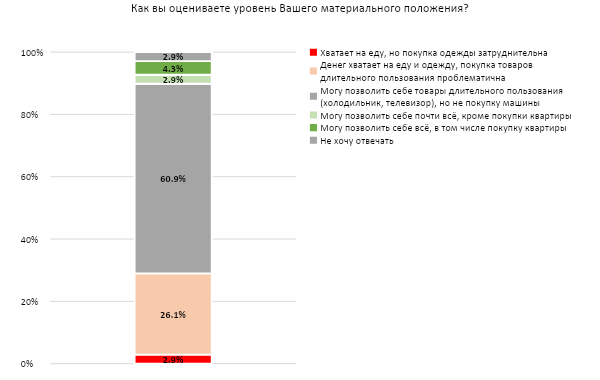 Как вы оцениваете уровень Вашего материального положения?
100%
80%
60%
40%
20%
0%
2.9%
4.3%
2.9%
60.9%
26.1%
2.9%
Хватает на еду, но покупка одежды затруднительна
Денег хватает на еду и одежду, покупка товаров
длительного пользования проблематична
Могу позволить себе товары длительного пользования
(холодильник, телевизор), но не покупку машины
Могу позволить себе почти всё, кроме покупки квартиры
Могу позволить себе всё, в том числе покупку квартиры
Не хочу отвечать